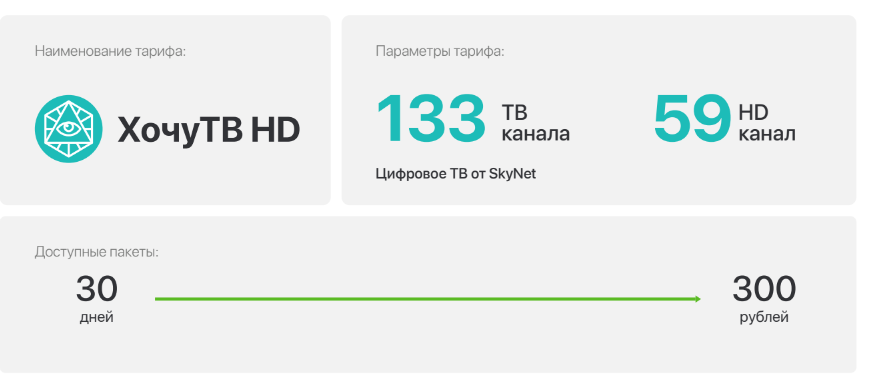 Наименование тарифа:
ХочуТВ HD
Параметры тарифа:
133 ТВ
канала
59 HD
канал
Цифровое ТВ от SkyNet
Доступные пакеты:
30
дней
300
рублей